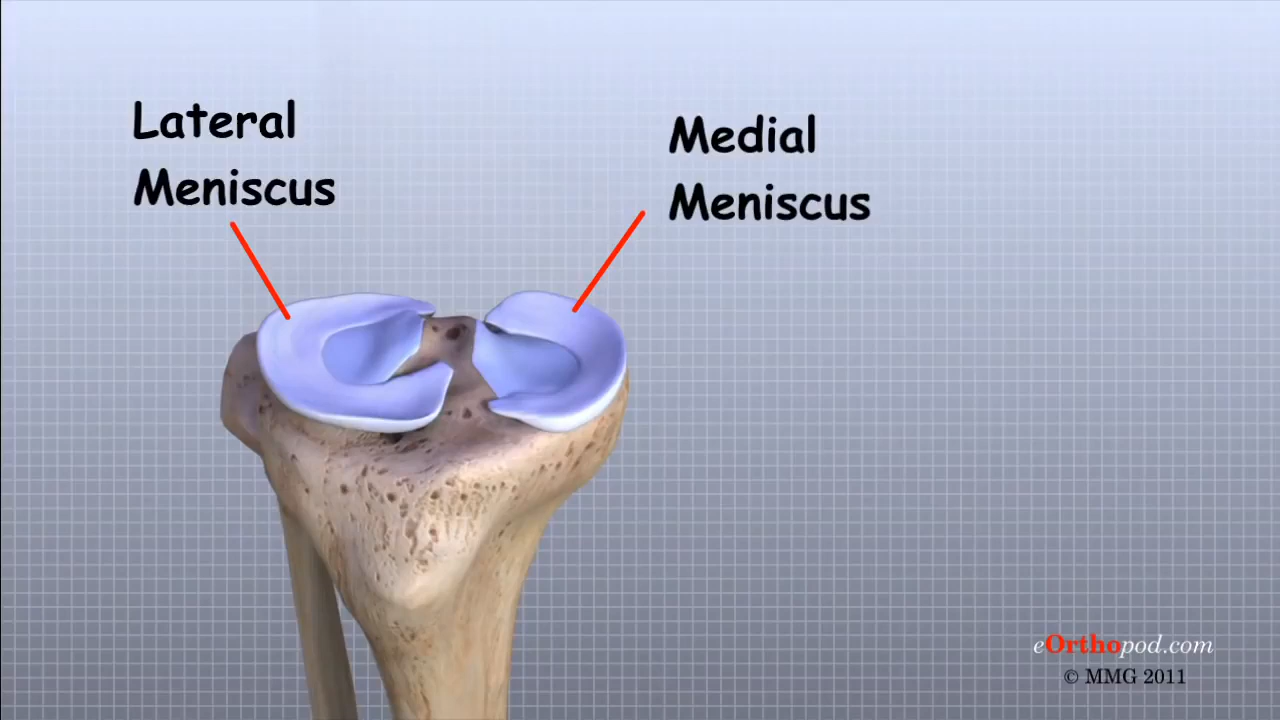 Lateral
Meniscus
Medial
Meniscus
eOrthopod.com
© MMG 2011